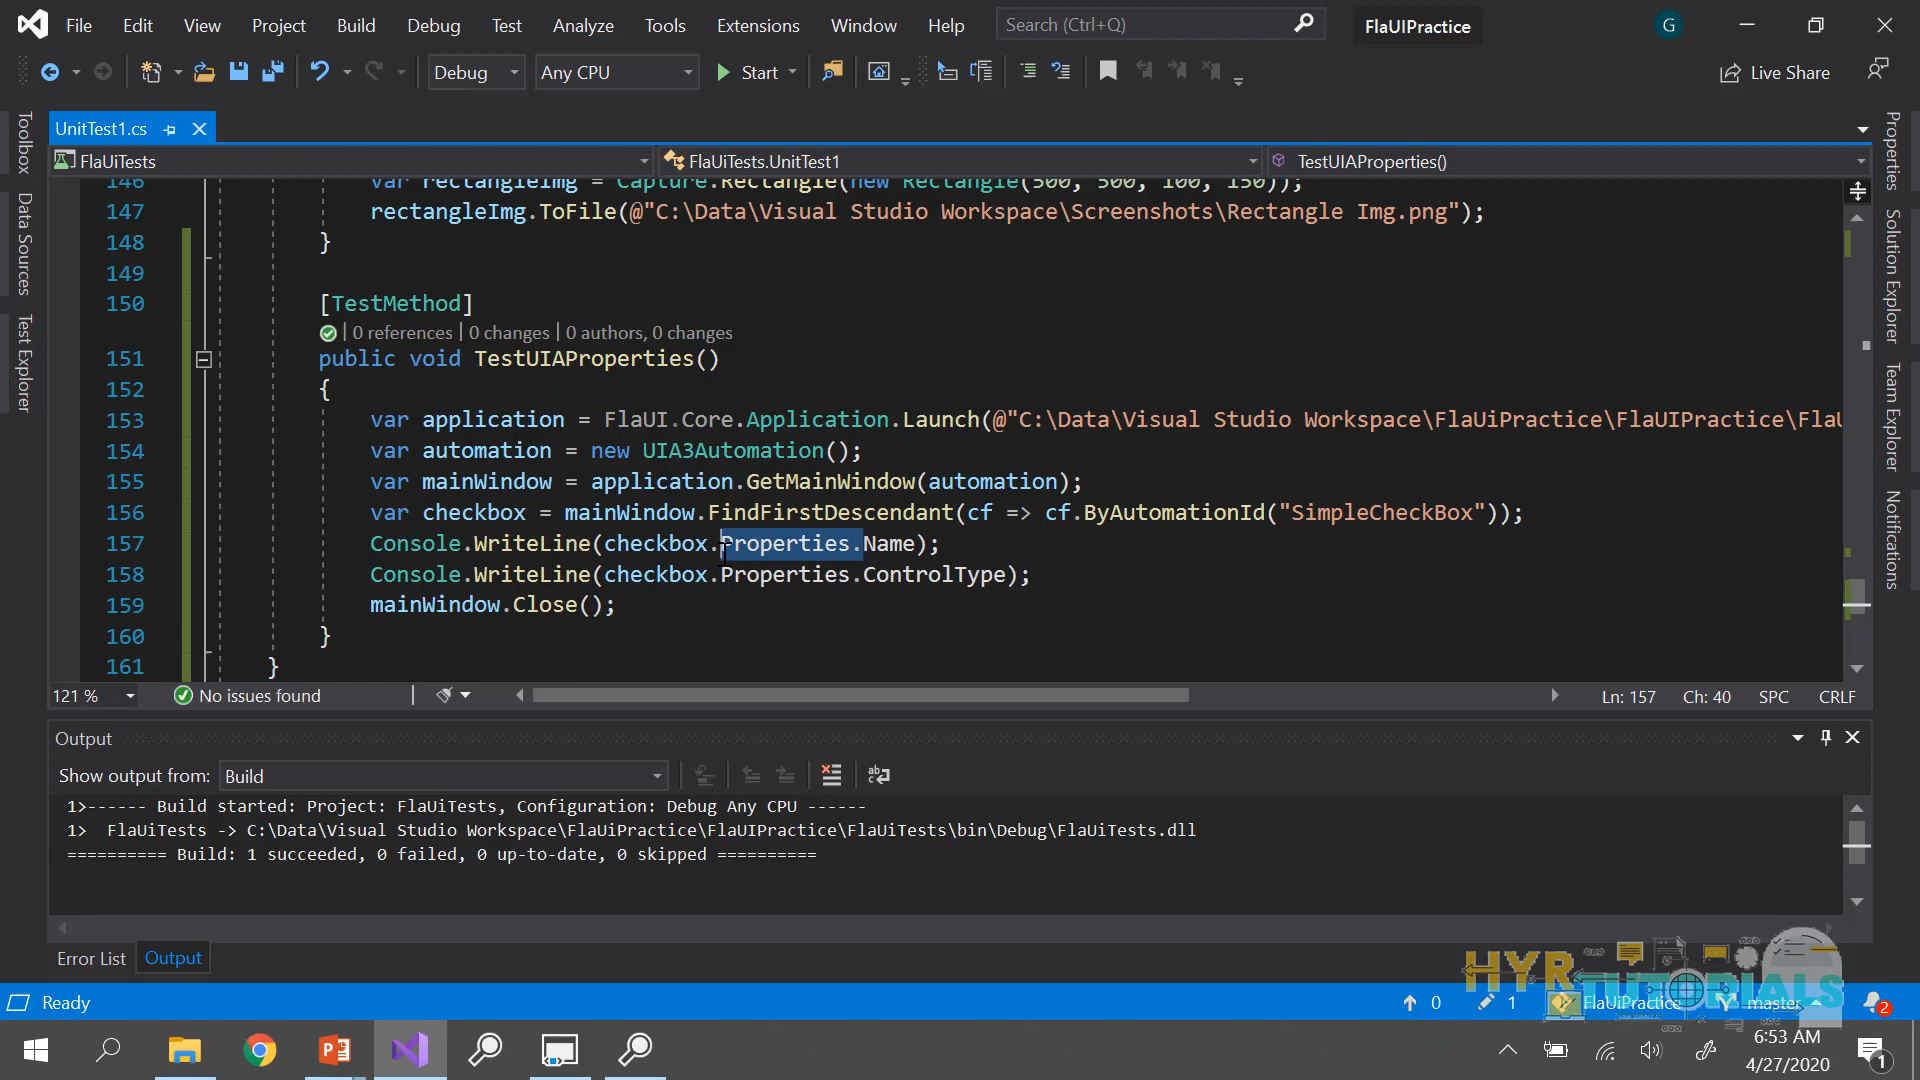 File Edit View Project Build Debug Test Analyze Tools Extensions Window Help Search (Ctrl+Q) FlaUIPractice G
Debug Any CPU Start Live Share
UnitTest1.cs
FlaUiTests FlaUiTests.UnitTest1 TestUIAProperties()
Toolbox
Data Sources
Test Explorer
146 var rectangleImg = Capture.Rectangle(new Rectangle(500, 500, 100, 150));
147 rectangleImg.ToFile(@"C:\Data\Visual Studio Workspace\Screenshots\Rectangle Img.png");
148 }
149
150 [TestMethod]
0 references | 0 changes | 0 authors, 0 changes
151 public void TestUIAProperties()
152 {
153 var application = FlaUI.Core.Application.Launch(@"C:\Data\Visual Studio Workspace\FlaUiPractice\FlaUIPractice\FlaU
154 var automation = new UIA3Automation();
155 var mainWindow = application.GetMainWindow(automation);
156 var checkbox = mainWindow.FindFirstDescendant(cf => cf.ByAutomationId("SimpleCheckBox"));
157 Console.WriteLine(checkbox.Properties.Name);
158 Console.WriteLine(checkbox.Properties.ControlType);
159 mainWindow.Close();
160 }
161 }
Properties
Solution Explorer
Team Explorer
Notifications
121 % No issues found Ln: 157 Ch: 40 SPC CRLF
Output
Show output from: Build
1>------ Build started: Project: FlaUiTests, Configuration: Debug Any CPU ------
1> FlaUiTests -> C:\Data\Visual Studio Workspace\FlaUiPractice\FlaUIPractice\FlaUiTests\bin\Debug\FlaUiTests.dll
========== Build: 1 succeeded, 0 failed, 0 up-to-date, 0 skipped ==========
Error List Output
HYR TUTORIALS
Ready 0 1 FlaUiPractice master 2
6:53 AM
4/27/2020 1